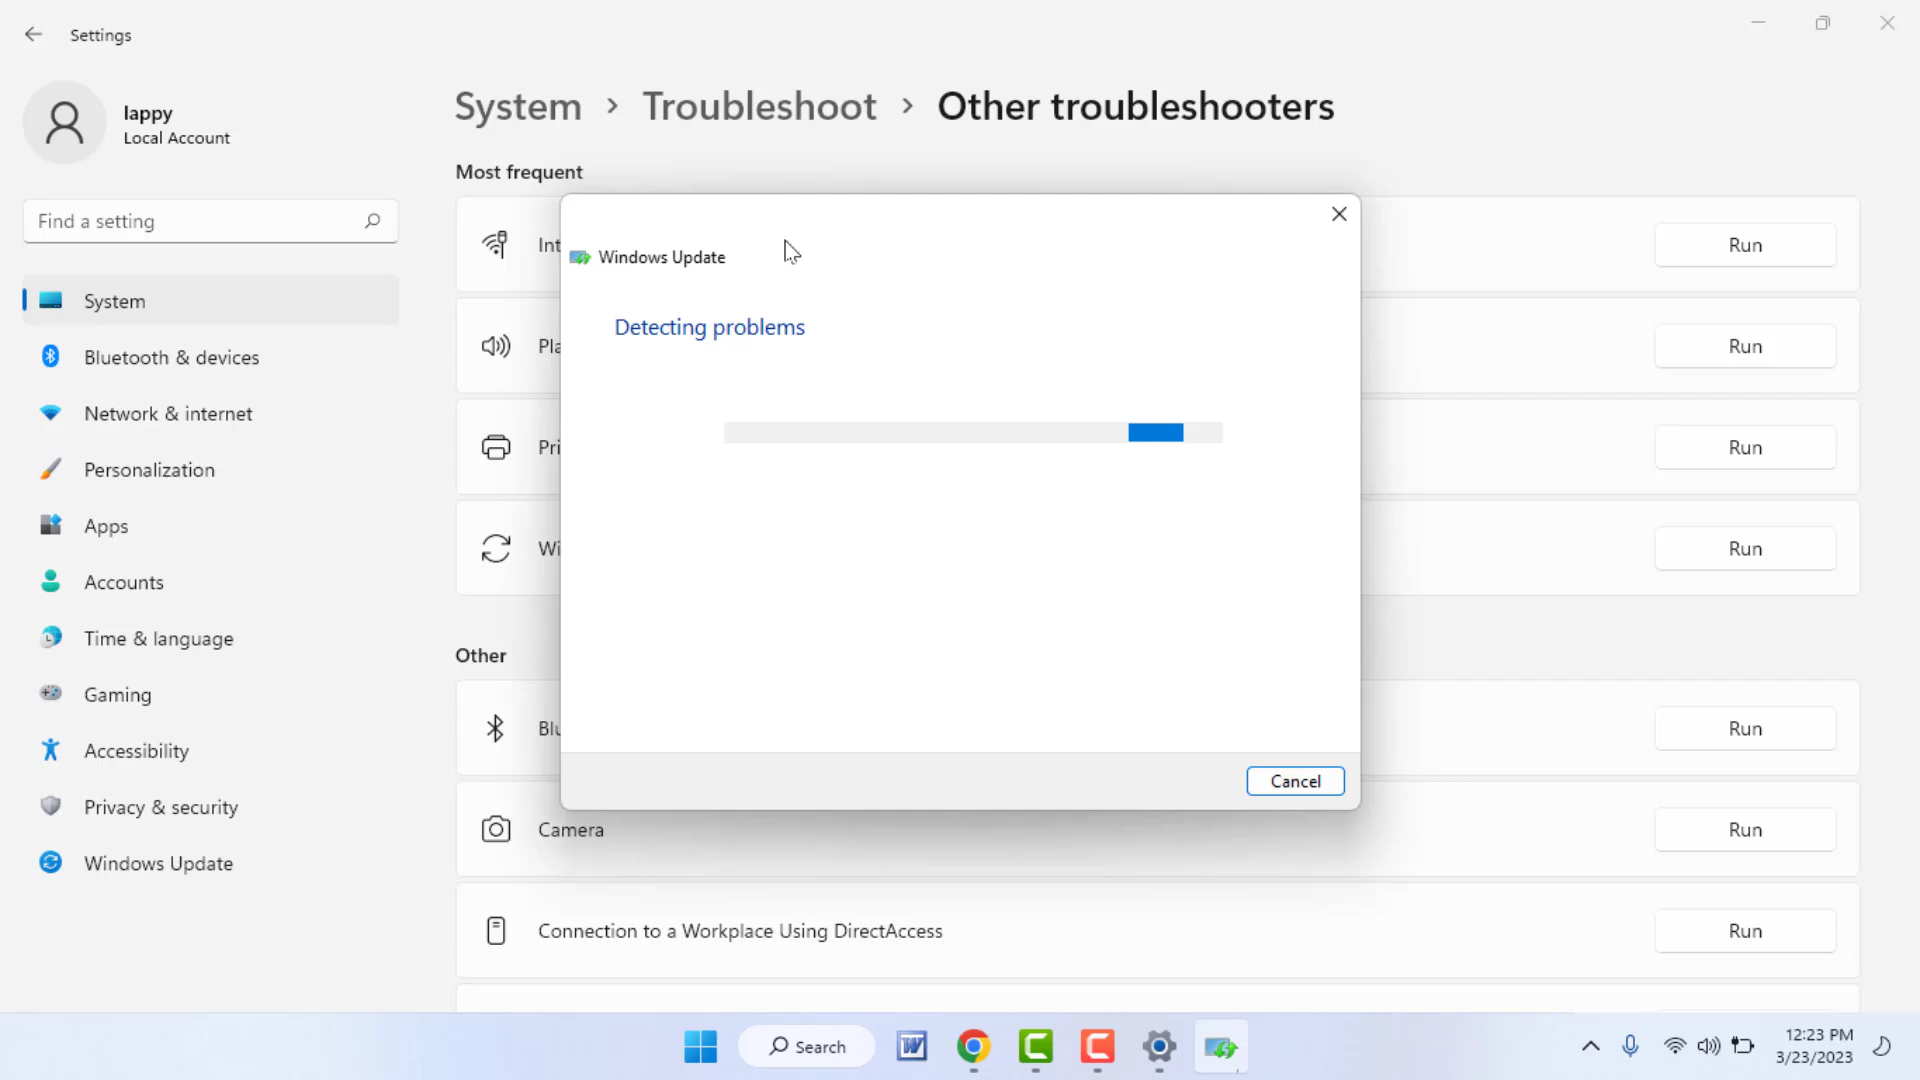 Settings
lappy
Local Account
Find a setting
System
Bluetooth & devices
Network & internet
Personalization
Apps
Accounts
Time & language
Gaming
Accessibility
Privacy & security
Windows Update
System > Troubleshoot > Other troubleshooters
Most frequent
Int
Run
Pla
Run
Pri
Run
Wi
Run
Windows Update
Detecting problems
Cancel
Other
Blu
Run
Camera
Run
Connection to a Workplace Using DirectAccess
Run
Search
12:23 PM
3/23/2023